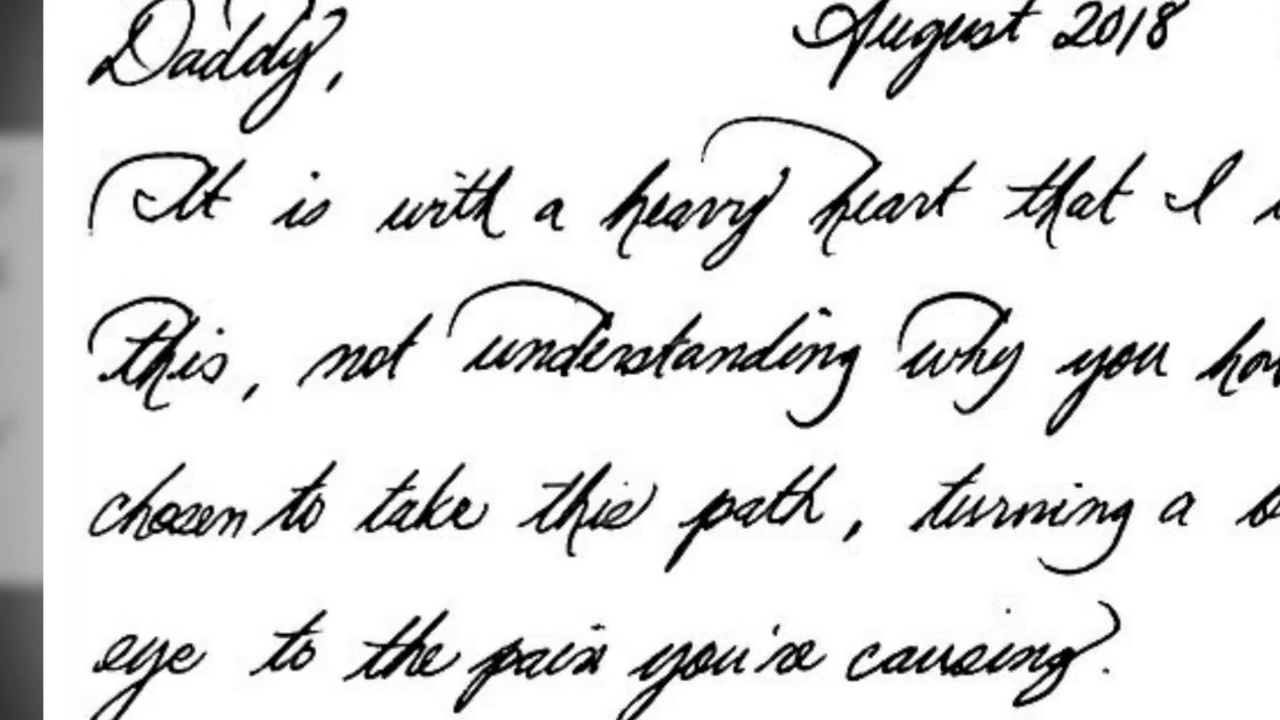 Daddy, August 2018
It is with a heavy heart that I
this, not understanding why you
chosen to take this path, turning a
eye to the pain you're causing.